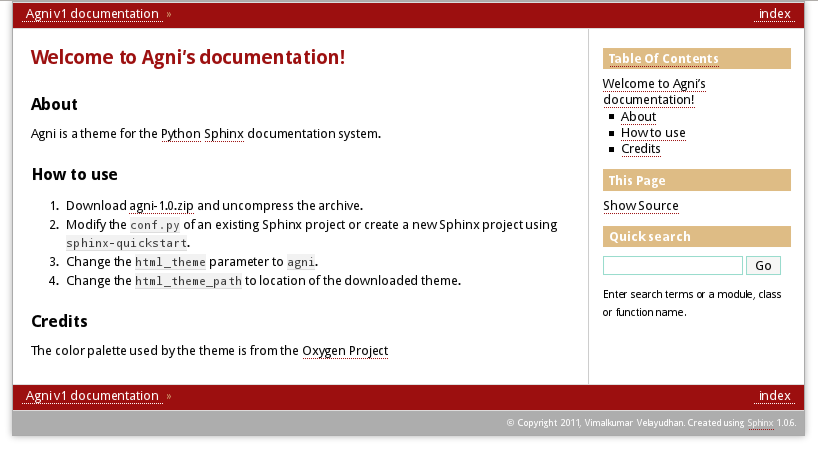 Agni v1 documentation »
index
Welcome to Agni's documentation!
About
Agni is a theme for the Python Sphinx documentation system.
How to use
1. Download agni-1.0.zip and uncompress the archive.
2. Modify the conf.py of an existing Sphinx project or create a new Sphinx project using
sphinx-quickstart.
3. Change the html_theme parameter to agni.
4. Change the html_theme_path to location of the downloaded theme.
Credits
The color palette used by the theme is from the Oxygen Project
Table Of Contents
Welcome to Agni's
documentation!
About
How to use
Credits
This Page
Show Source
Quick search
Go
Enter search terms or a module, class
or function name.
Agni v1 documentation »
index
© Copyright 2011, Vimalkumar Velayudhan. Created using Sphinx 1.0.6.